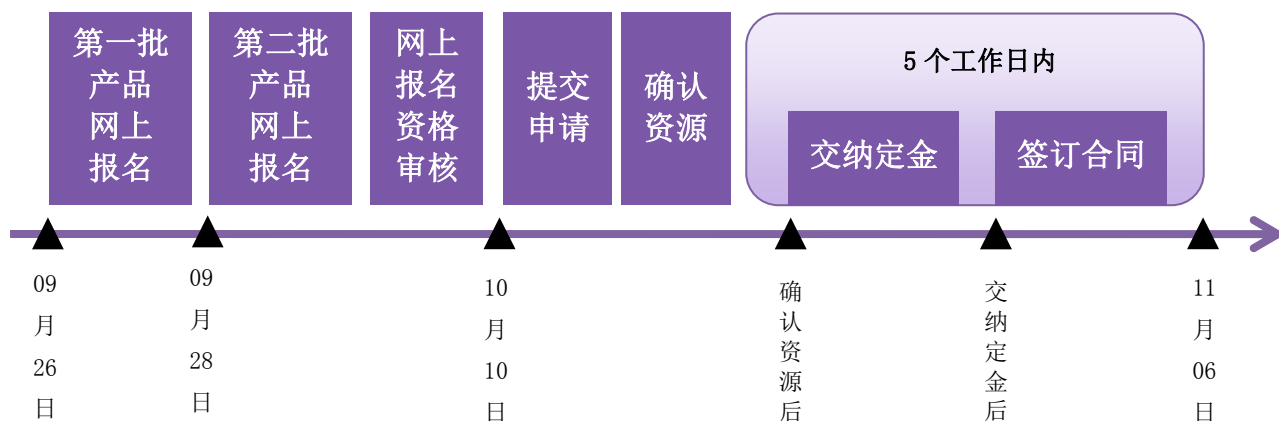 第一批
产品
网上
报名
第二批
产品
网上
报名
网上
报名
资格
审核
提交
申请
确认
资源
5 个工作日内
交纳定金
签订合同
09
月
26
日
09
月
28
日
10
月
10
日
确
认
资
源
后
交
纳
定
金
后
11
月
06
日